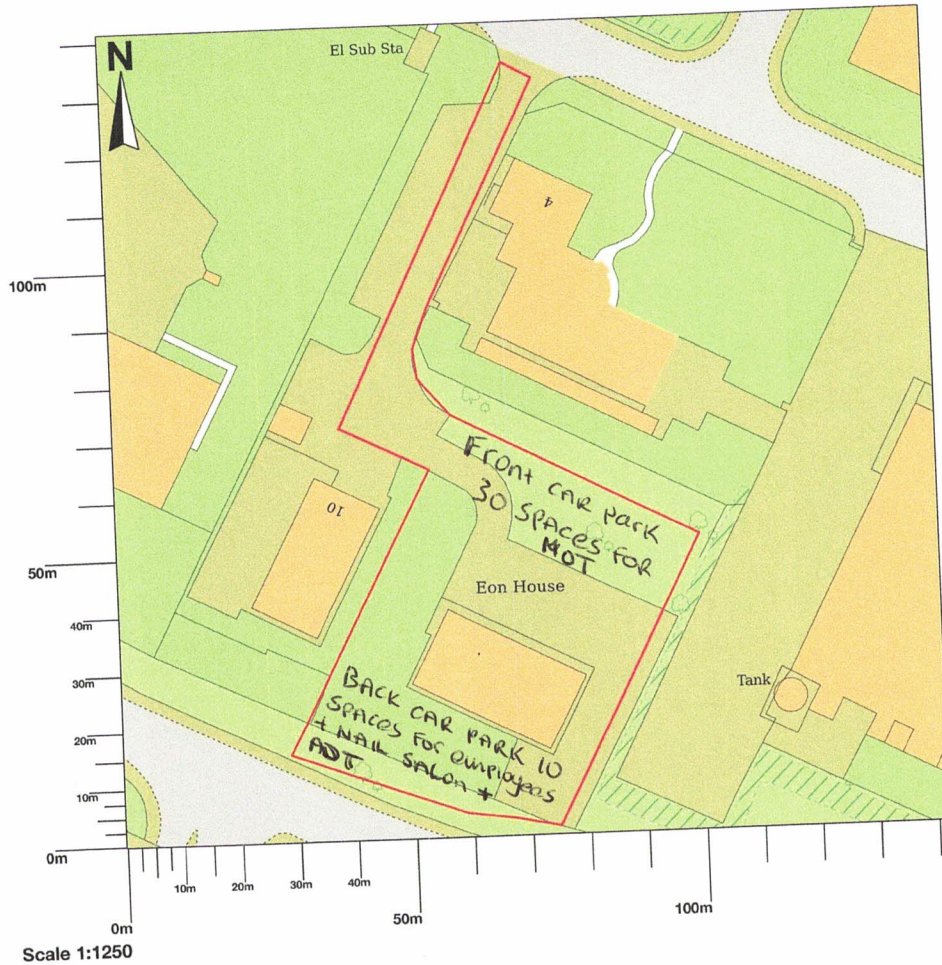 El Sub Sta
N
4
100m
Front CAR Park
30 SPACES FOR
MOT
10
50m
Eon House
40m
30m
Tank
20m
10m
0m
BACK CAR PARK 10
SPACES FOR employees
+ NAIL SALON +
ADT
10m
20m
30m
40m
0m
50m
100m
Scale 1:1250